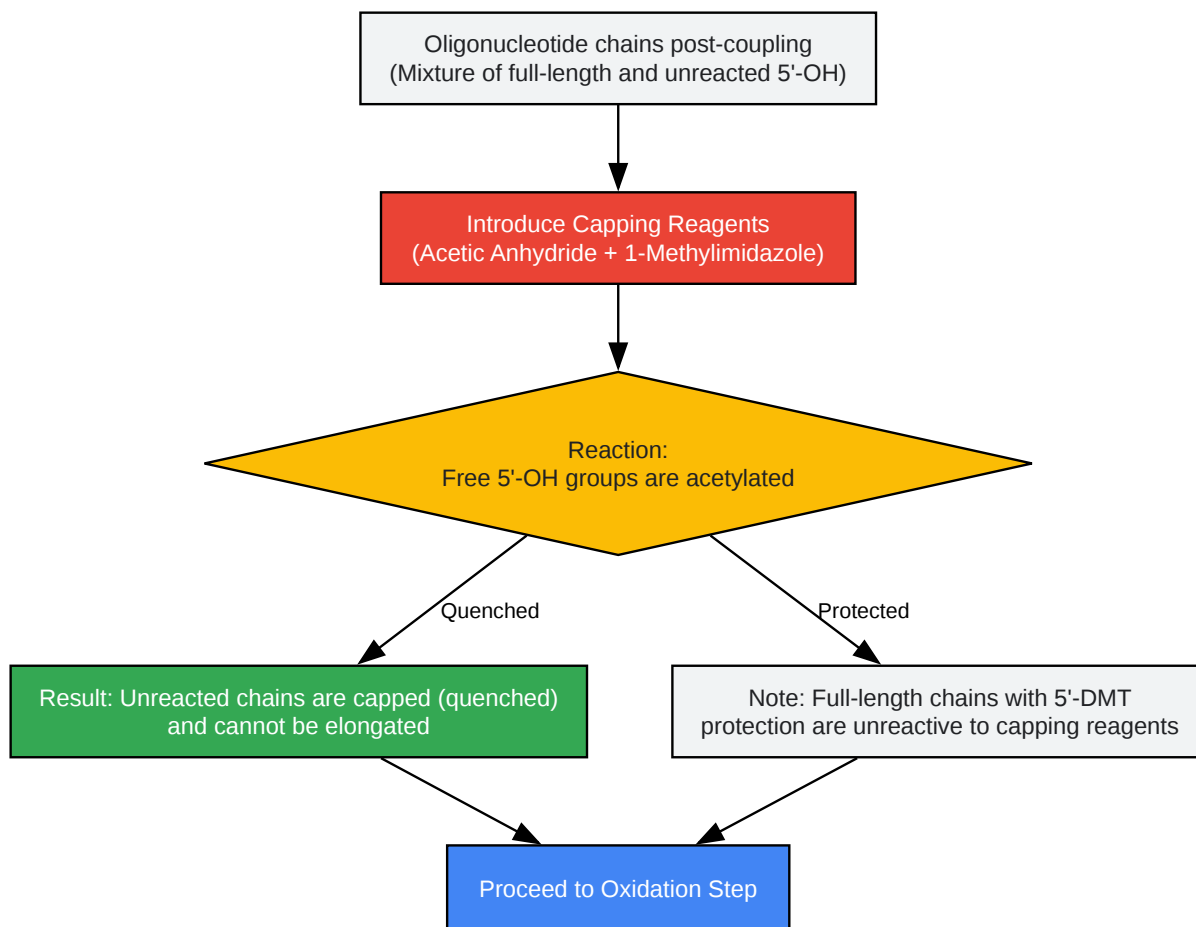 Oligonucleotide chains post-coupling
(Mixture of full-length and unreacted 5'-OH)
Introduce Capping Reagents
(Acetic Anhydride + 1-Methylimidazole)
Reaction:
Free 5'-OH groups are acetylated
Quenched
Protected
Result: Unreacted chains are capped (quenched)
and cannot be elongated
Note: Full-length chains with 5'-DMT
protection are unreactive to capping reagents
Proceed to Oxidation Step